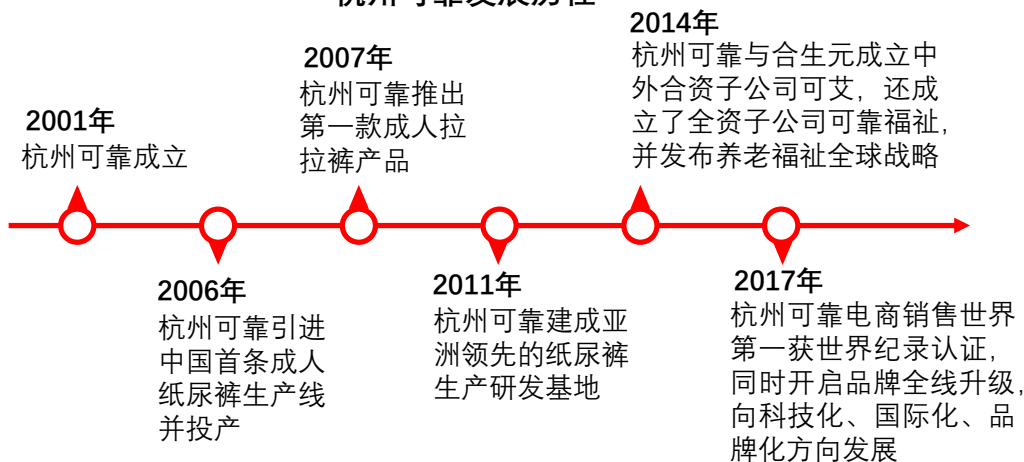 杭州可靠发展历程
2001年
杭州可靠成立
2006年
杭州可靠引进
中国首条成人
纸尿裤生产线
并投产
2007年
杭州可靠推出
第一款成人拉
拉裤产品
2011年
杭州可靠建成亚
洲领先的纸尿裤
生产研发基地
2014年
杭州可靠与合生元成立中
外合资子公司可艾，还成
立了全资子公司可靠福祉，
并发布养老福祉全球战略
2017年
杭州可靠电商销售世界
第一获世界纪录认证，
同时开启品牌全线升级，
向科技化、国际化、品
牌化方向发展